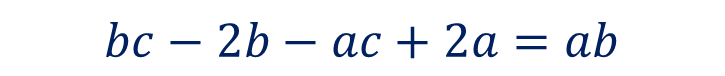 bc − 2b − ac + 2a = ab